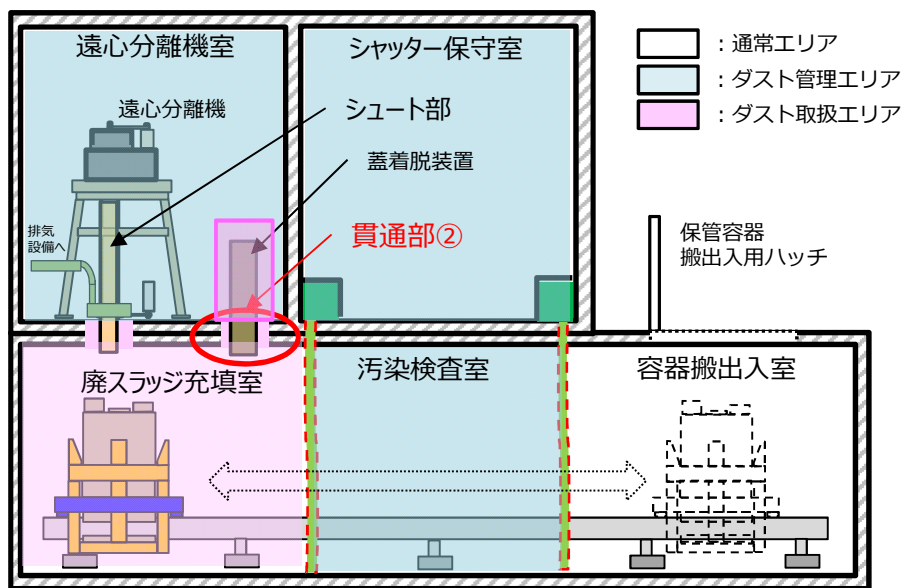 遠心分離機室
シャッター保守室
：通常エリア
：ダスト管理エリア
：ダスト取扱エリア
遠心分離機
シュート部
蓋着脱装置
貫通部②
排気
設備へ
保管容器
搬出入用ハッチ
廃スラッジ充填室
汚染検査室
容器搬出入室